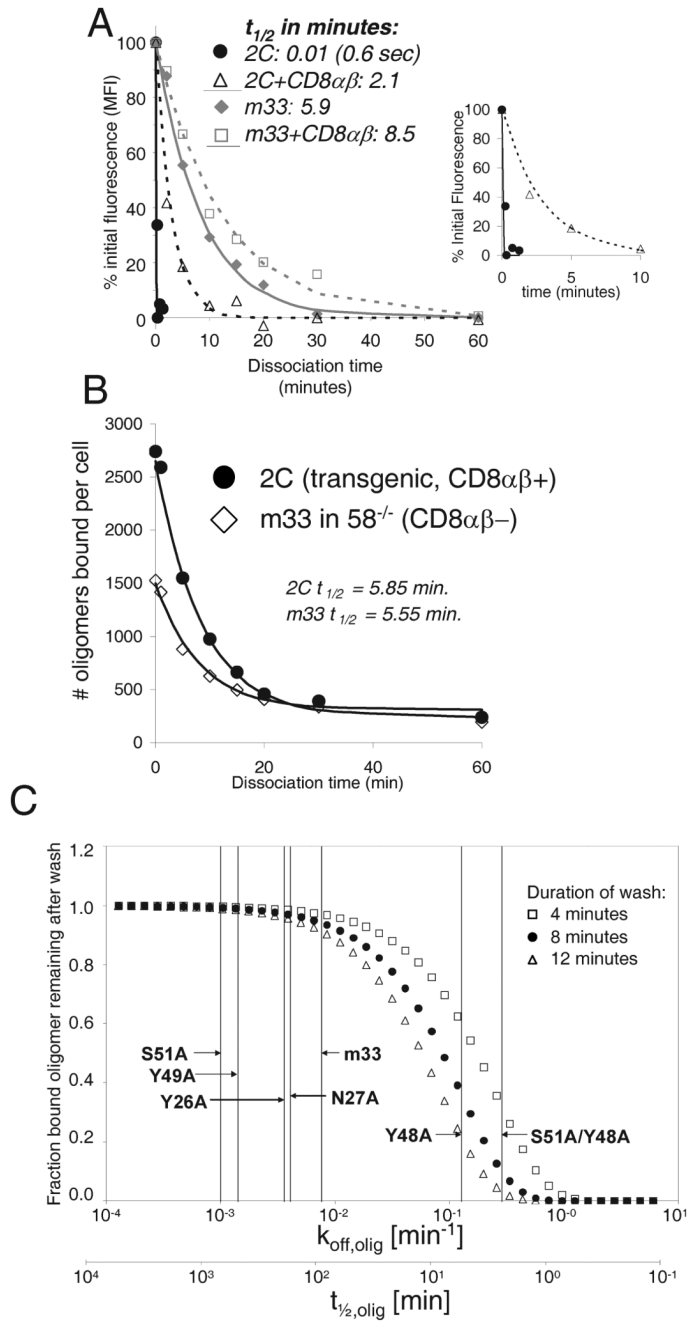 A
t1/2 in minutes:
2C: 0.01 (0.6 sec)
2C+CD8αβ: 2.1
m33: 5.9
m33+CD8αβ: 8.5
% initial fluorescence (MFI)
100
80
60
40
20
0
0 10 20 30 40 50 60
Dissociation time
(minutes)
% Initial Fluorescence
100
80
60
40
20
0
0 5 10
time (minutes)
B
# oligomers bound per cell
3000
2500
2000
1500
1000
500
0
2C (transgenic, CD8αβ+)
m33 in 58-/- (CD8αβ−)
2C t 1/2 = 5.85 min.
m33 t 1/2 = 5.55 min.
0 20 40 60
Dissociation time (min)
C
Fraction bound oligomer remaining after wash
1.2
1.0
0.8
0.6
0.4
0.2
0.0
Duration of wash:
4 minutes
8 minutes
12 minutes
S51A
m33
Y49A
Y26A
N27A
Y48A
S51A/Y48A
10-4 10-3 10-2 10-1 10-0 101
koff,olig [min-1]
104 103 102 101 100 10-1
t½,olig [min]